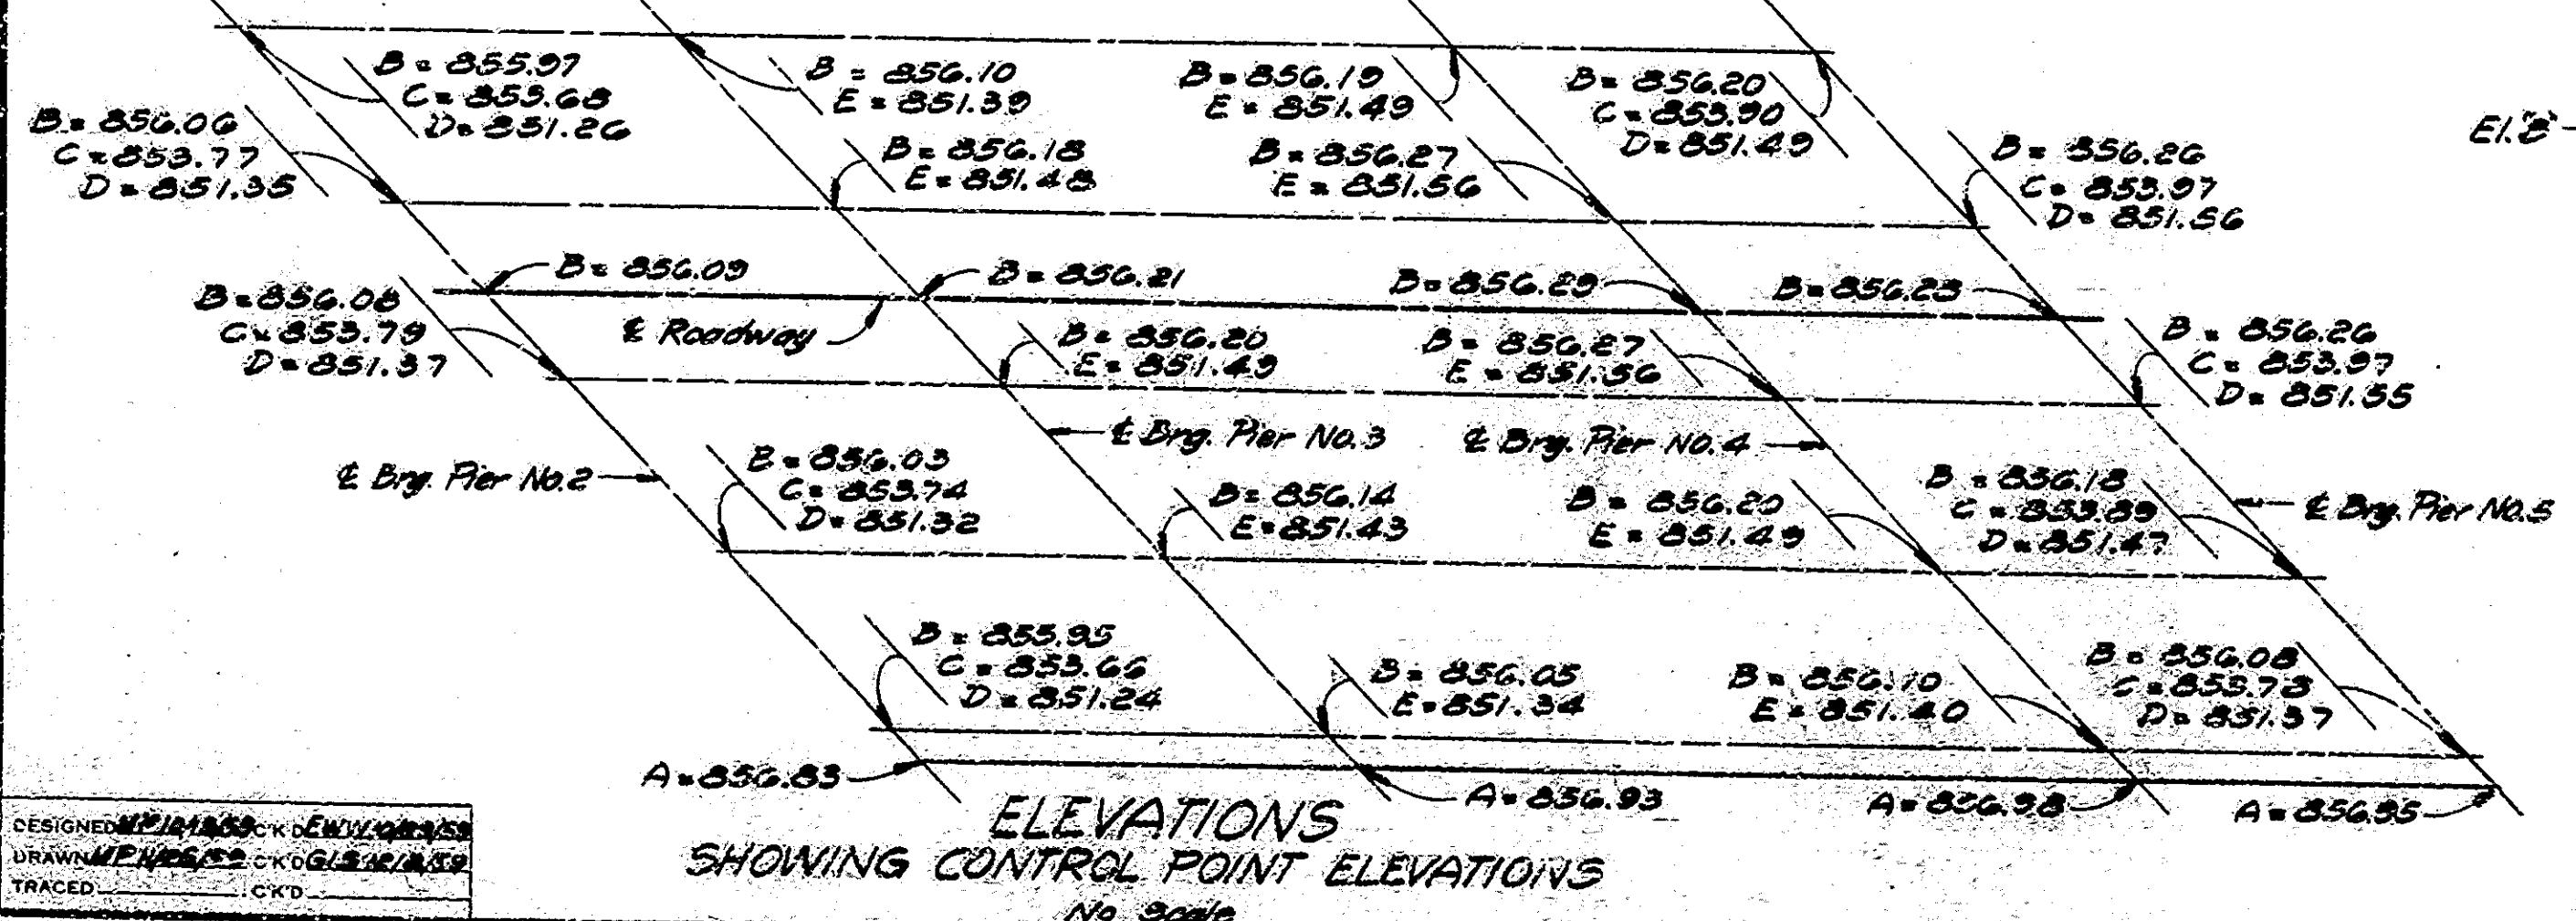 B = 855.97
C = 853.68
D = 851.26
B = 856.10
E = 851.39
B = 856.19
E = 851.49
B = 856.20
C = 853.90
D = 851.49
El. "B"
B = 856.06
C = 853.77
D = 851.35
B = 856.18
E = 851.48
B = 856.27
E = 851.56
B = 856.26
C = 853.97
D = 851.56
B = 856.09
B = 856.21
B = 856.29
B = 856.28
B = 856.08
C = 853.79
D = 851.37
℄ Roadway
B = 856.20
E = 851.49
B = 856.27
E = 851.56
B = 856.26
C = 853.97
D = 851.55
℄ Brg. Pier No. 2
℄ Brg. Pier No. 3
℄ Brg. Pier No. 4
℄ Brg. Pier No. 5
B = 856.03
C = 853.74
D = 851.32
B = 856.14
E = 851.43
B = 856.20
E = 851.49
B = 856.18
C = 853.89
D = 851.47
B = 855.95
C = 853.66
D = 851.24
B = 856.05
E = 851.34
B = 856.10
E = 851.40
B = 856.08
C = 853.78
D = 851.37
A = 856.83
A = 856.93
A = 856.98
A = 856.95
ELEVATIONS
SHOWING CONTROL POINT ELEVATIONS
No Scale
DESIGNED C'K'D
DRAWN C'K'D
TRACED C'K'D